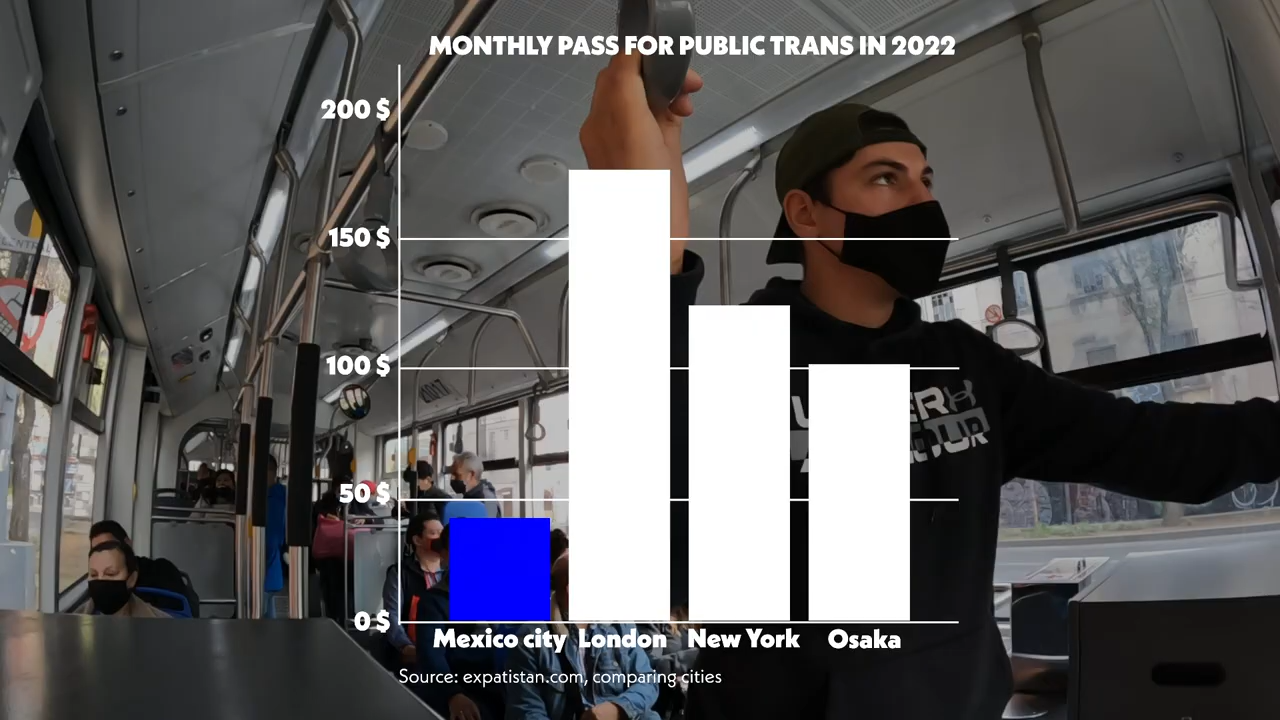 MONTHLY PASS FOR PUBLIC TRANS IN 2022
200 $
150 $
100 $
50 $
0 $
Mexico city London New York Osaka
Source: expatistan.com, comparing cities